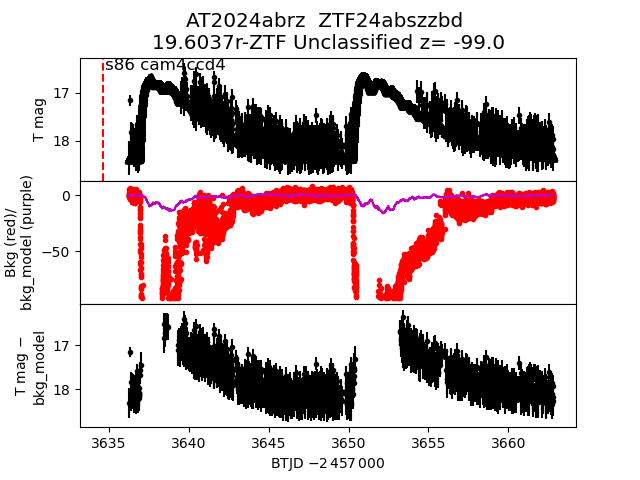 AT2024abrz  ZTF24abszzbd
19.6037r-ZTF Unclassified z= -99.0
s86 cam4ccd4
T mag
17
18
Bkg (red)/
bkg_model (purple)
0
−50
T mag −
bkg_model
17
18
3635 3640 3645 3650 3655 3660
BTJD −2 457 000